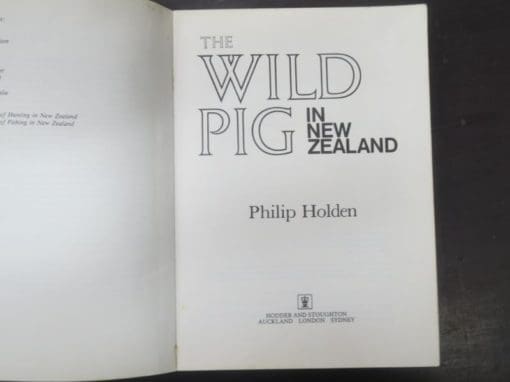 of Hunting in New Zealand
of Fishing in New Zealand
THE
WILD
PIG
IN
NEW
ZEALAND
Philip Holden
HODDER AND STOUGHTON
AUCKLAND LONDON SYDNEY